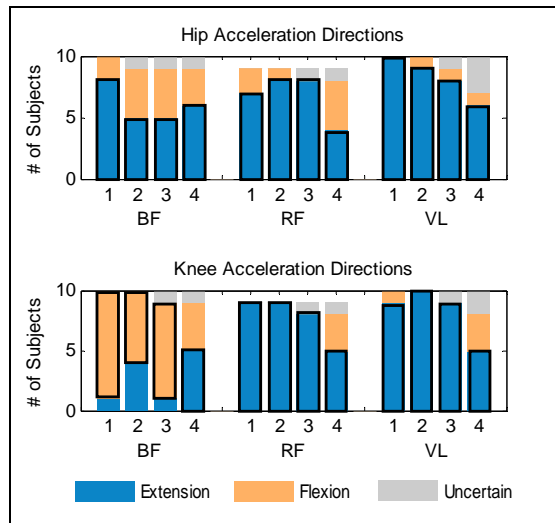 Hip Acceleration Directions
10
5
0
# of Subjects
1 2 3 4 1 2 3 4 1 2 3 4
BF RF VL
Knee Acceleration Directions
10
5
0
# of Subjects
1 2 3 4 1 2 3 4 1 2 3 4
BF RF VL
Extension Flexion Uncertain